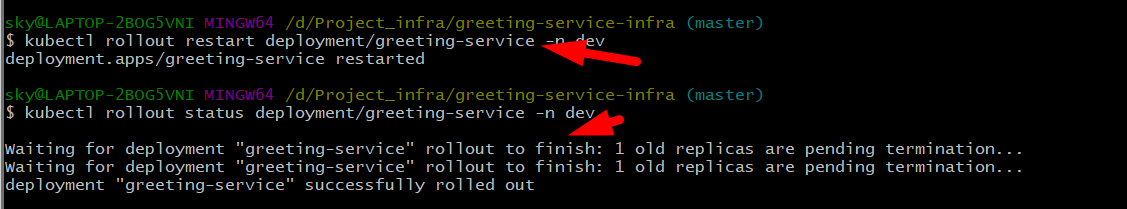 sky@LAPTOP-2BOG5VNI MINGW64 /d/Project_infra/greeting-service-infra (master)
$ kubectl rollout restart deployment/greeting-service -n dev
deployment.apps/greeting-service restarted
sky@LAPTOP-2BOG5VNI MINGW64 /d/Project_infra/greeting-service-infra (master)
$ kubectl rollout status deployment/greeting-service -n dev
Waiting for deployment "greeting-service" rollout to finish: 1 old replicas are pending termination...
Waiting for deployment "greeting-service" rollout to finish: 1 old replicas are pending termination...
deployment "greeting-service" successfully rolled out